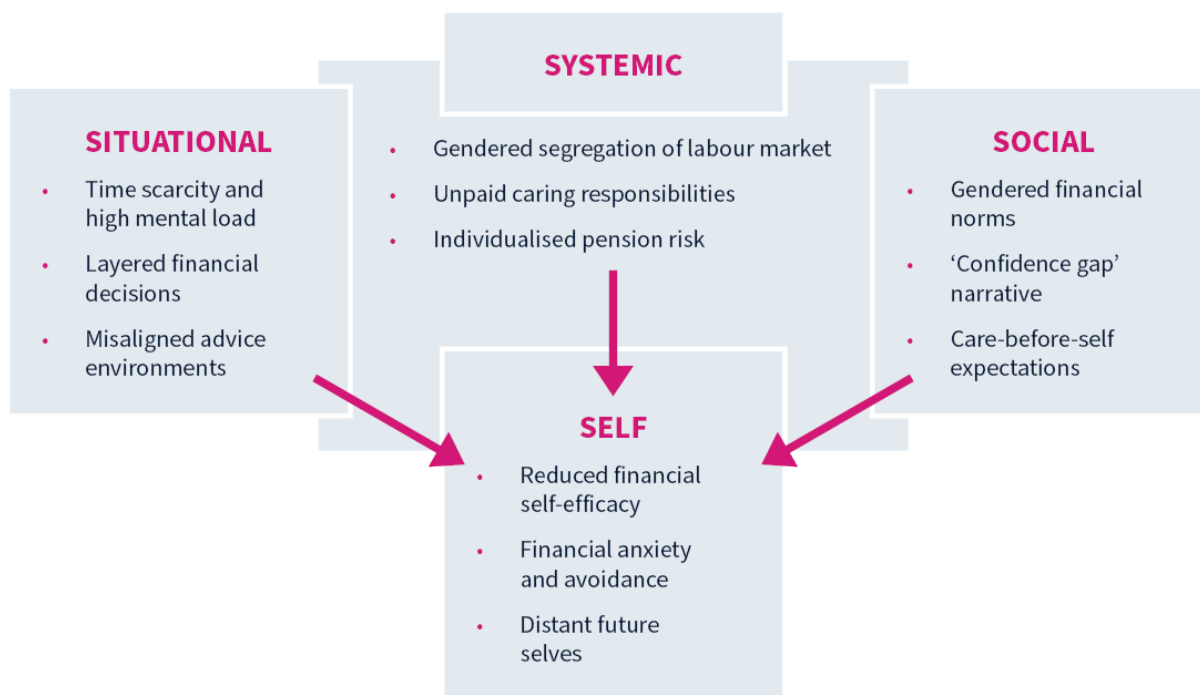 SYSTEMIC
• Gendered segregation of labour market
• Unpaid caring responsibilities
• Individualised pension risk
SITUATIONAL
• Time scarcity and
high mental load
• Layered financial
decisions
• Misaligned advice
environments
SOCIAL
• Gendered financial
norms
• ‘Confidence gap’
narrative
• Care-before-self
expectations
SELF
• Reduced financial
self-efficacy
• Financial anxiety
and avoidance
• Distant future
selves